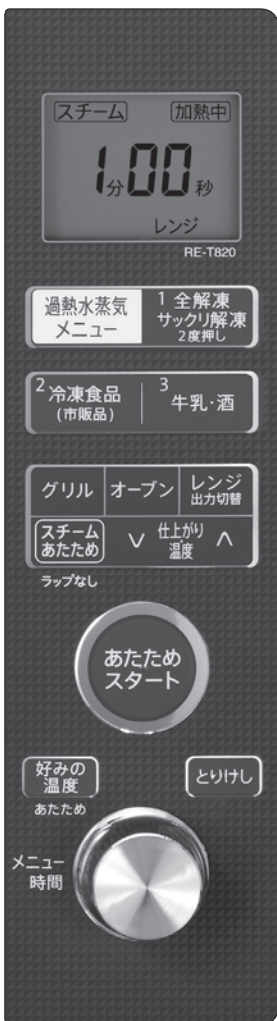 スチーム 加熱中
1分00秒
レンジ
RE-T820
過熱水蒸気
メニュー
1 全解凍
サックリ解凍
2度押し
2 冷凍食品
(市販品)
3 牛乳・酒
グリル オーブン レンジ
出力切替
スチーム
あたため
∨ 仕上がり
温度 ∧
ラップなし
あたため
スタート
好みの
温度
あたため
とりけし
メニュー
時間